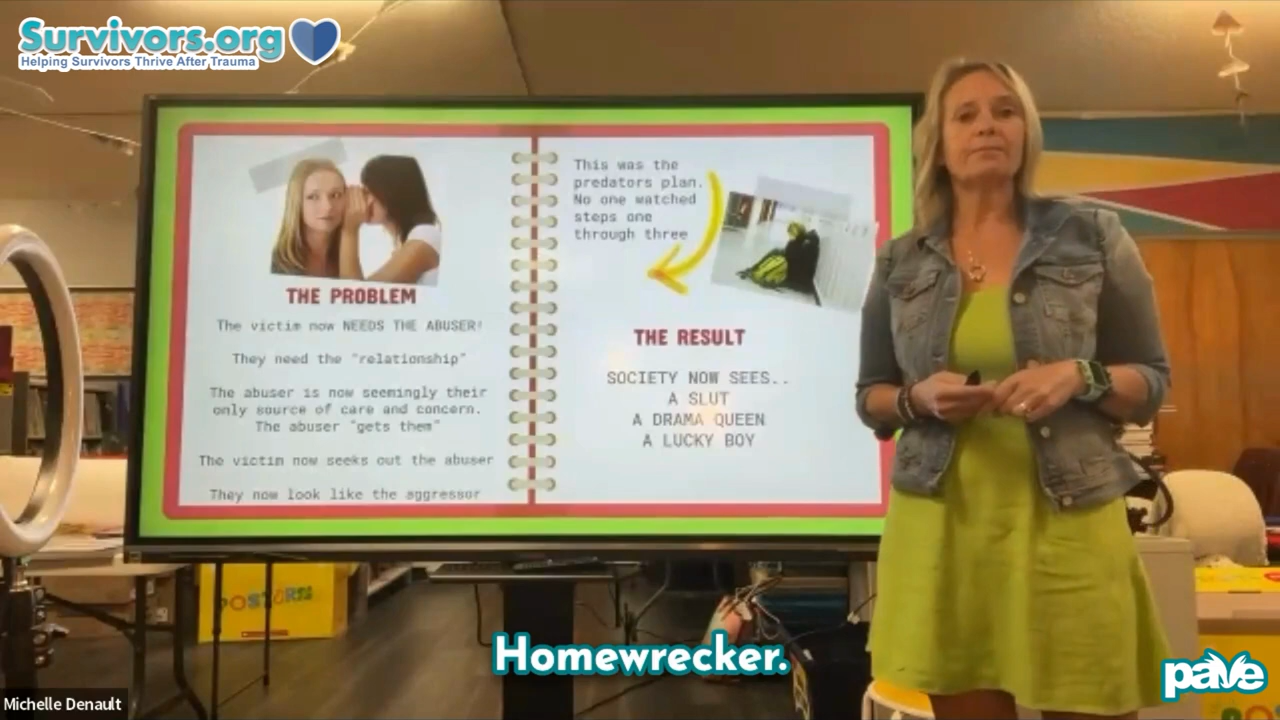 Survivors.org
Helping Survivors Thrive After Trauma
THE PROBLEM
The victim now NEEDS THE ABUSER!
They need the "relationship"
The abuser is now seemingly their
only source of care and concern.
The abuser "gets them"
The victim now seeks out the abuser
They now look like the aggressor
This was the
predators plan.
No one watched
steps one
through three
THE RESULT
SOCIETY NOW SEES..
A SLUT
A DRAMA QUEEN
A LUCKY BOY
POSTERS
Homewrecker.
Michelle Denault
pave